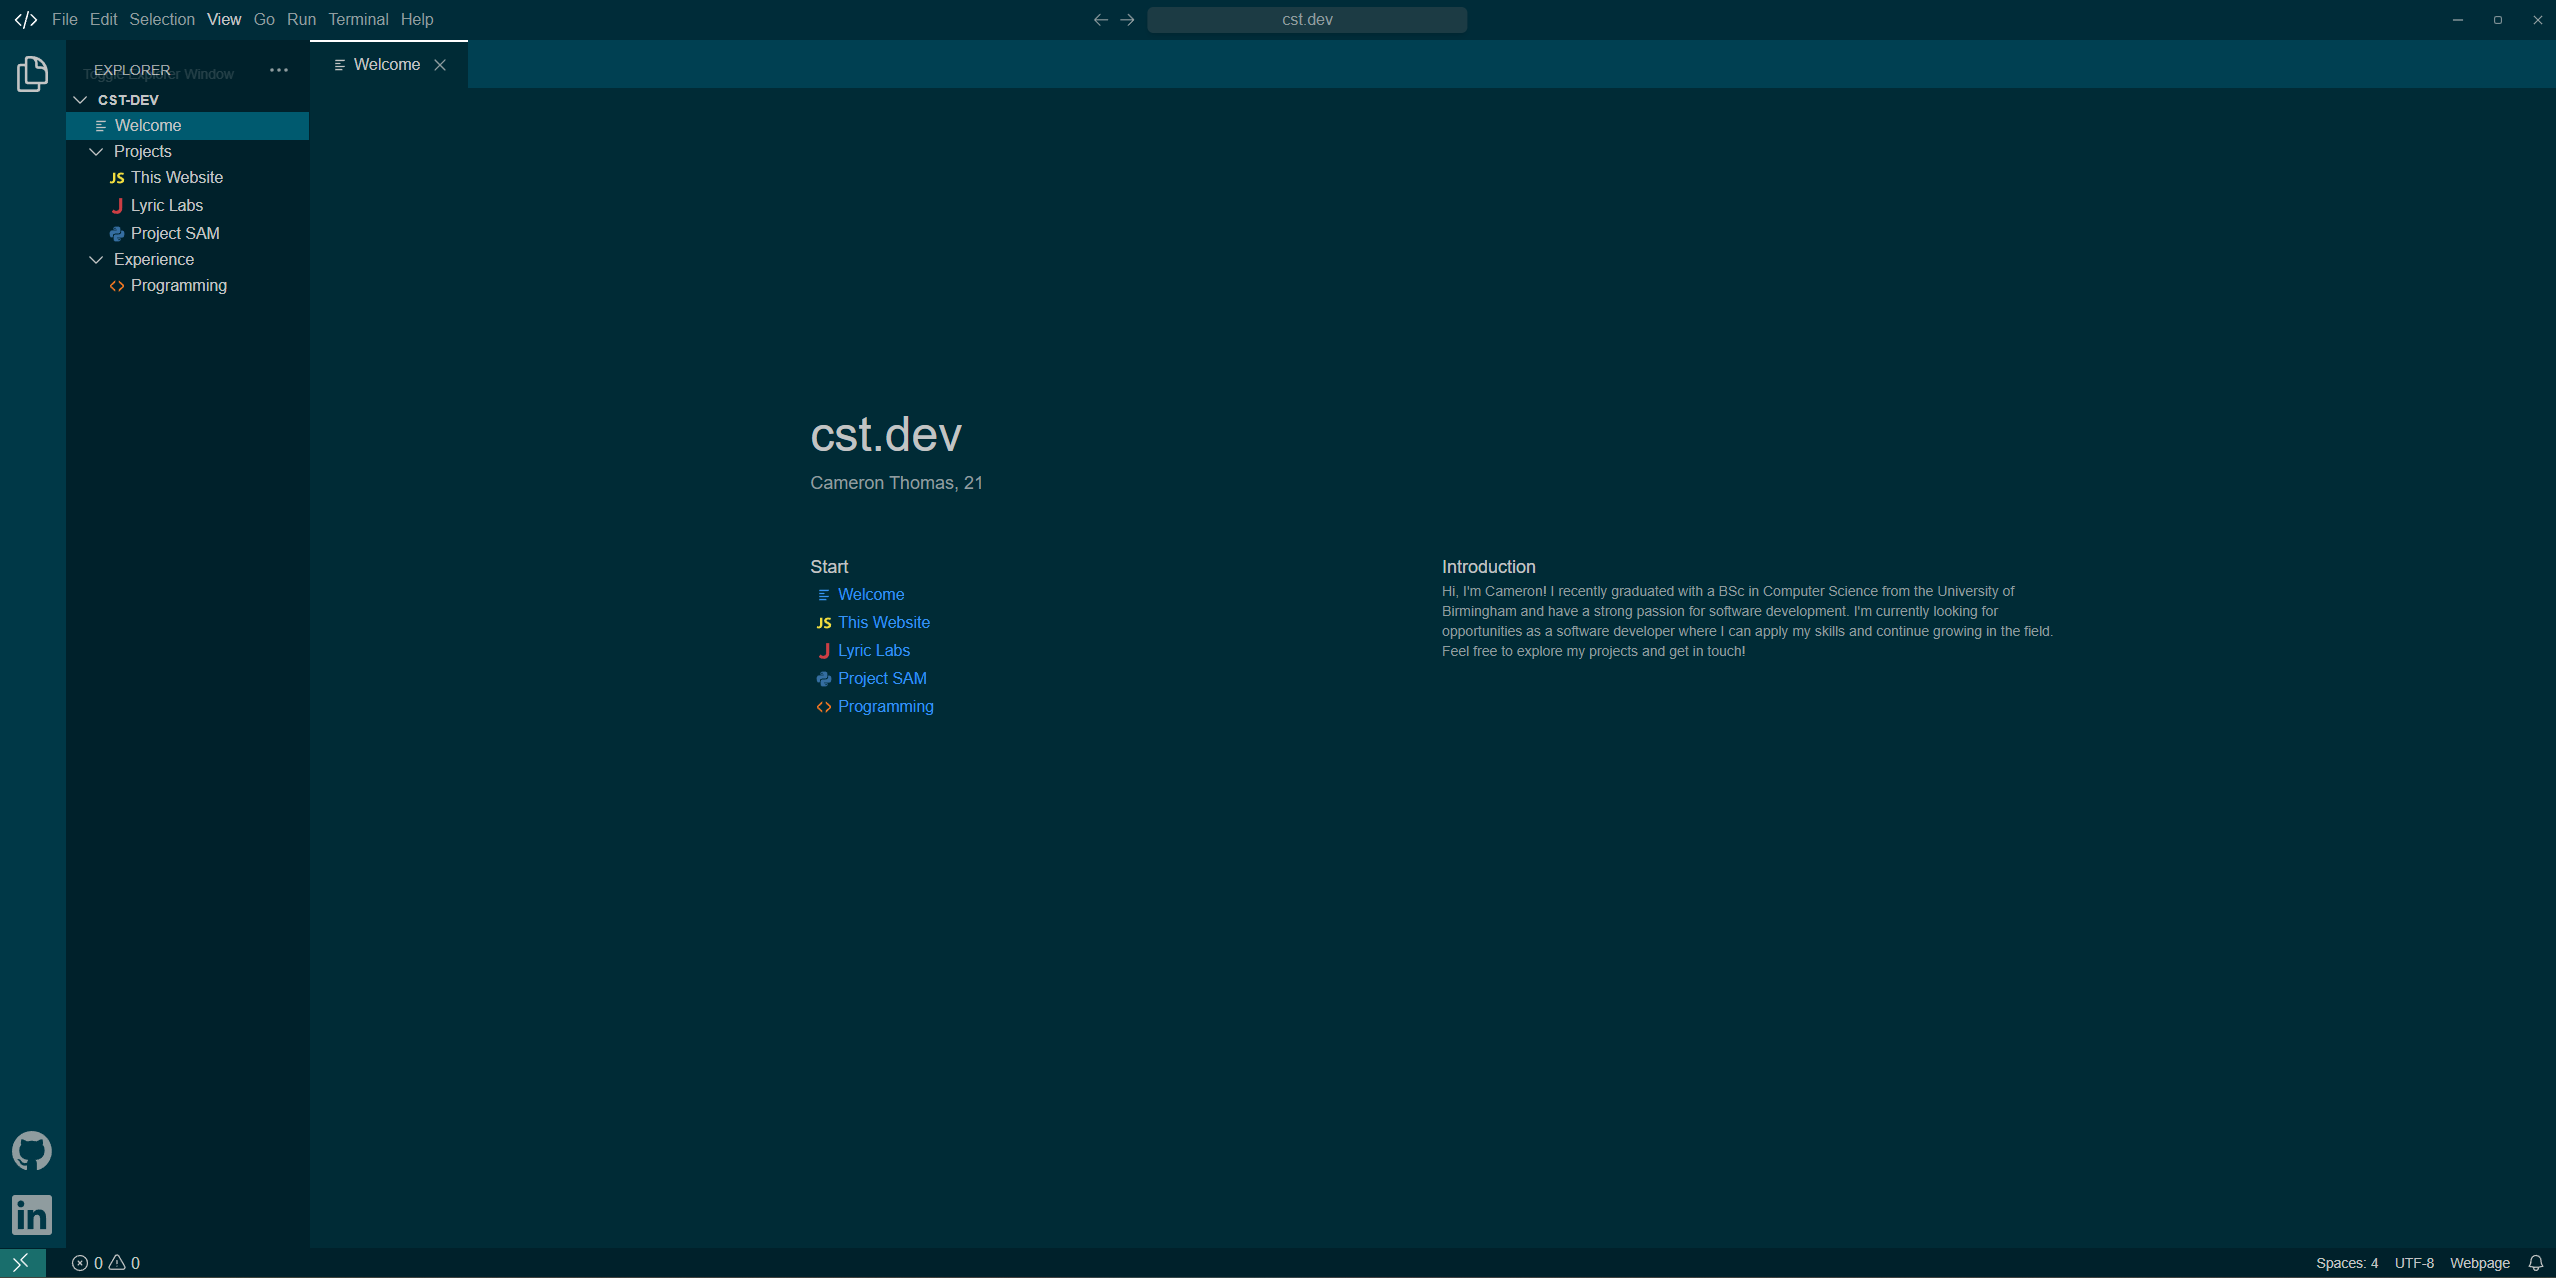 File Edit Selection View Go Run Terminal Help
cst.dev
EXPLORER
Toggle Explorer Window
Welcome
CST-DEV
Welcome
Projects
JS This Website
Lyric Labs
Project SAM
Experience
Programming
cst.dev
Cameron Thomas, 21
Start
Welcome
JS This Website
Lyric Labs
Project SAM
Programming
Introduction
Hi, I'm Cameron! I recently graduated with a BSc in Computer Science from the University of
Birmingham and have a strong passion for software development. I'm currently looking for
opportunities as a software developer where I can apply my skills and continue growing in the field.
Feel free to explore my projects and get in touch!
in
0 0
Spaces: 4 UTF-8 Webpage